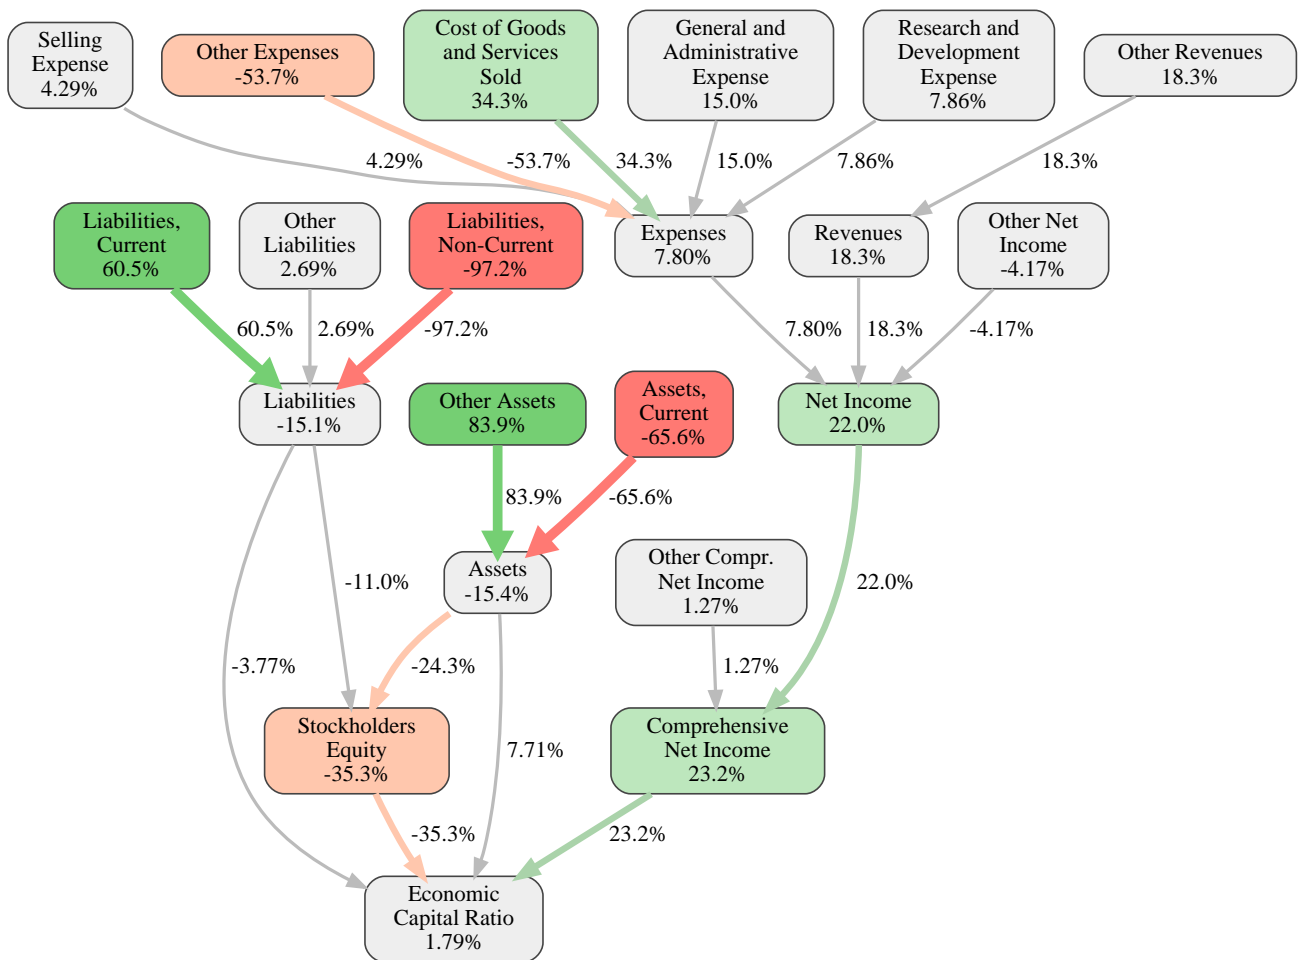 Selling
Expense
4.29%
Other Expenses
-53.7%
Cost of Goods
and Services
Sold
34.3%
General and
Administrative
Expense
15.0%
Research and
Development
Expense
7.86%
Other Revenues
18.3%
4.29%
-53.7%
34.3%
15.0%
7.86%
18.3%
Liabilities,
Current
60.5%
Other
Liabilities
2.69%
Liabilities,
Non-Current
-97.2%
Expenses
7.80%
Revenues
18.3%
Other Net
Income
-4.17%
60.5%
2.69%
-97.2%
7.80%
18.3%
-4.17%
Liabilities
-15.1%
Other Assets
83.9%
Assets,
Current
-65.6%
Net Income
22.0%
83.9%
-65.6%
Assets
-15.4%
Other Compr.
Net Income
1.27%
-11.0%
22.0%
-3.77%
-24.3%
1.27%
Stockholders
Equity
-35.3%
7.71%
Comprehensive
Net Income
23.2%
-35.3%
23.2%
Economic
Capital Ratio
1.79%